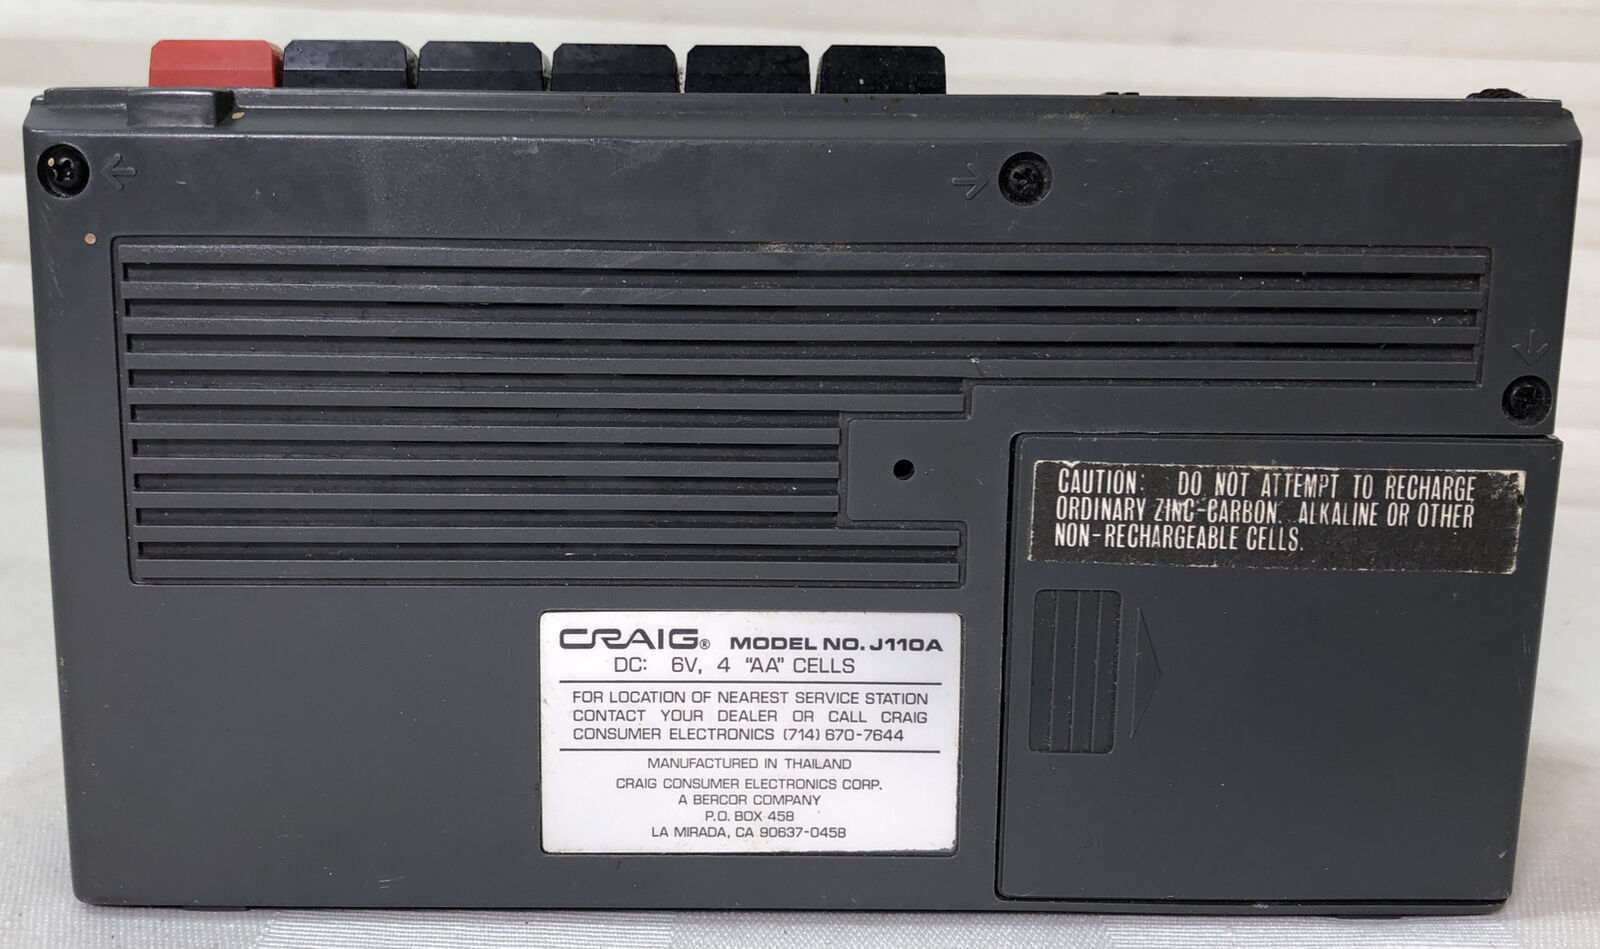 CAUTION: DO NOT ATTEMPT TO RECHARGE
ORDINARY ZINC-CARBON. ALKALINE OR OTHER
NON-RECHARGEABLE CELLS.
CRAIG® MODEL NO. J110A
DC: 6V, 4 "AA" CELLS
FOR LOCATION OF NEAREST SERVICE STATION
CONTACT YOUR DEALER OR CALL CRAIG
CONSUMER ELECTRONICS (714) 670-7644
MANUFACTURED IN THAILAND
CRAIG CONSUMER ELECTRONICS CORP.
A BERCOR COMPANY
P.O. BOX 458
LA MIRADA, CA 90637-0458